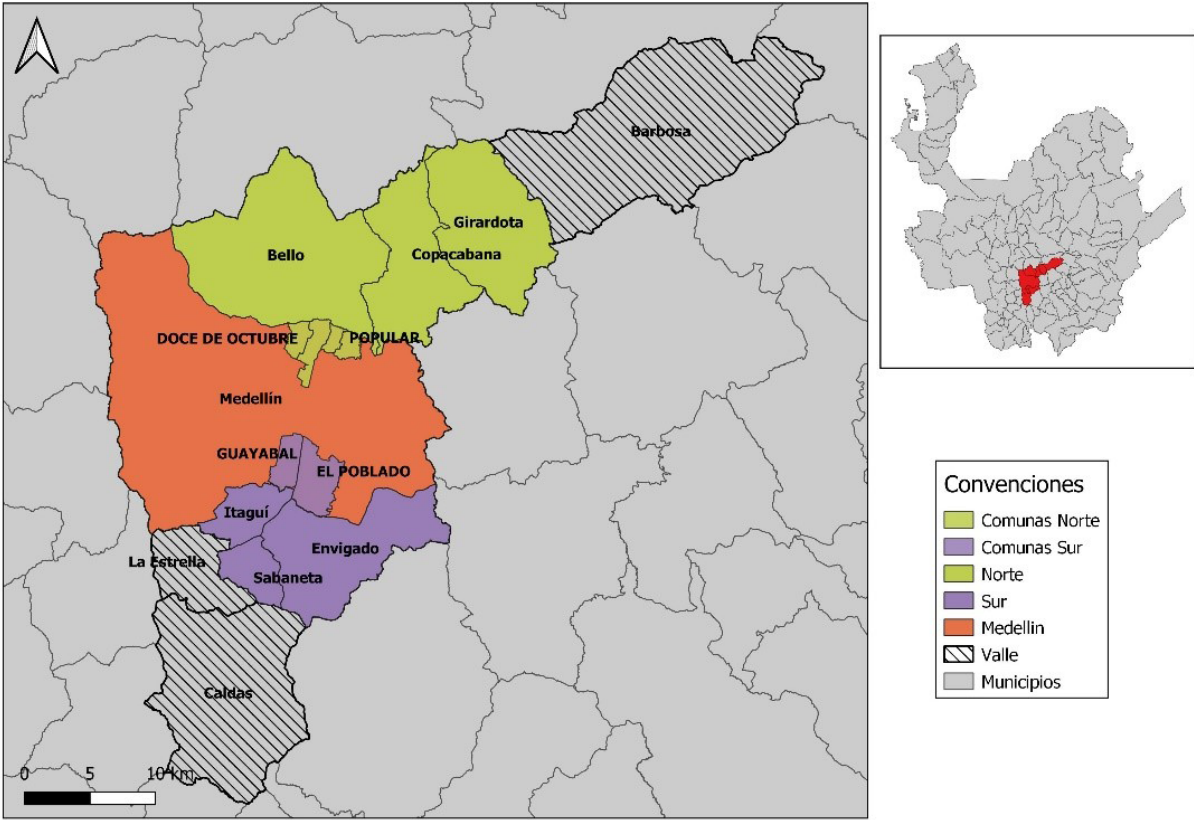 Barbosa
Girardota
Bello
Copacabana
DOCE DE OCTUBRE
POPULAR
Medellín
GUAYABAL
EL POBLADO
Itaguí
Envigado
La Estrella
Sabaneta
Caldas
0 5 10 km
Convenciones
Comunas Norte
Comunas Sur
Norte
Sur
Medellin
Valle
Municipios